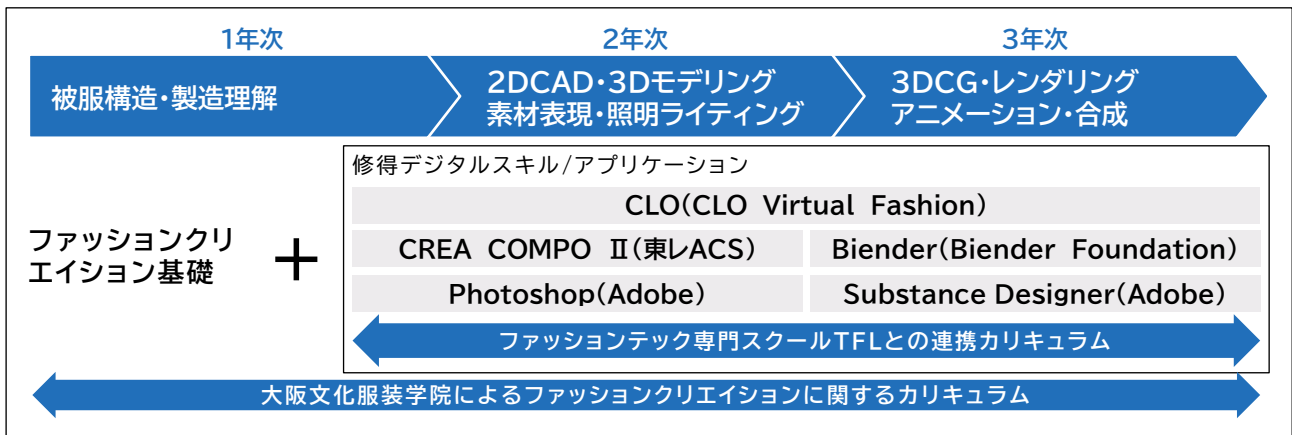 1年次
2年次
3年次
被服構造・製造理解
2DCAD・3Dモデリング
素材表現・照明ライティング
3DCG・レンダリング
アニメーション・合成
修得デジタルスキル/アプリケーション
CLO(CLO Virtual Fashion)
ファッションクリ
エイション基礎
+
CREA COMPO Ⅱ(東レACS)
Biender(Biender Foundation)
Photoshop(Adobe)
Substance Designer(Adobe)
ファッションテック専門スクールTFLとの連携カリキュラム
大阪文化服装学院によるファッションクリエイションに関するカリキュラム